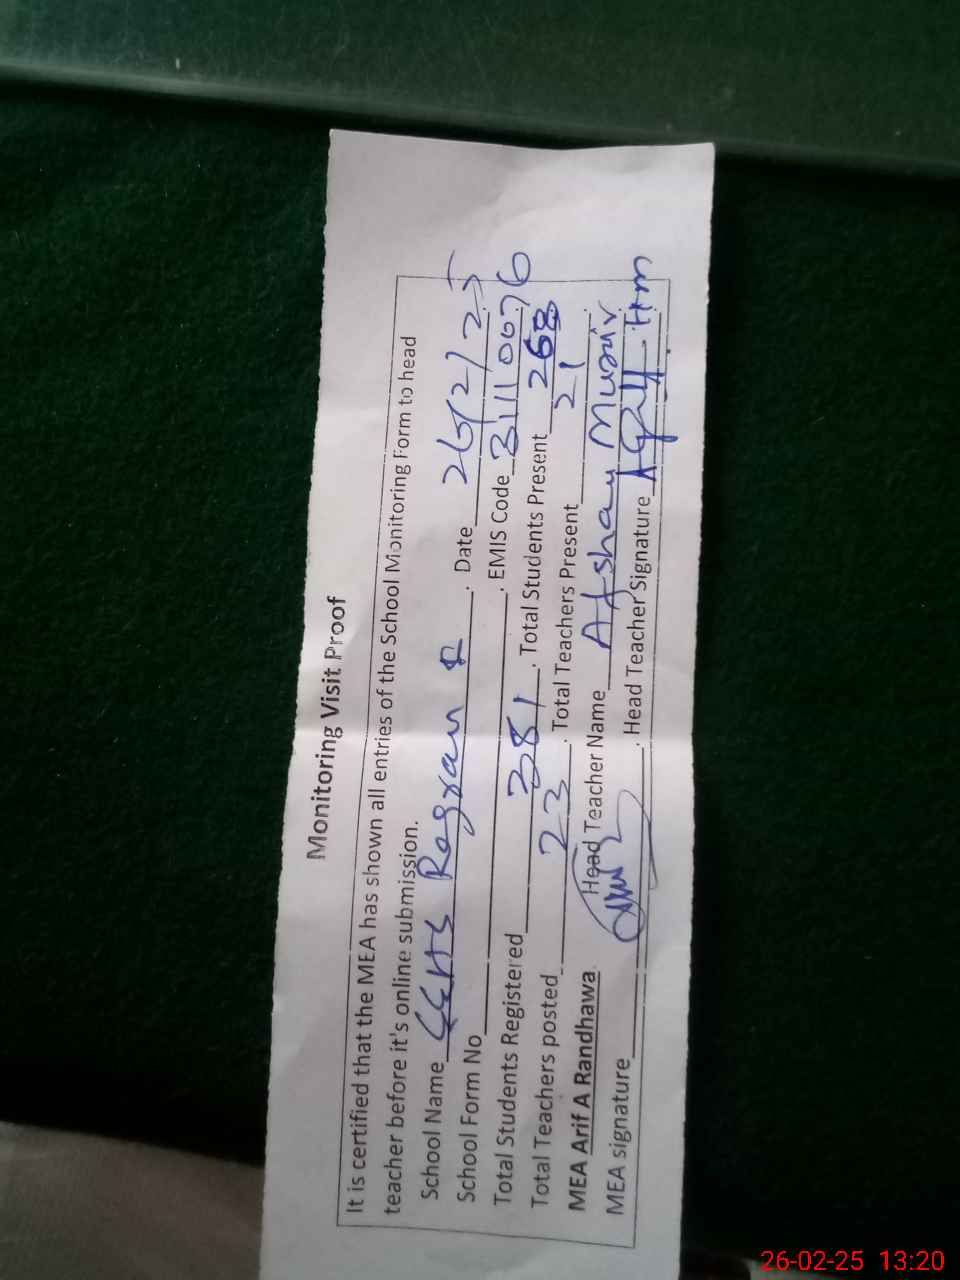 Monitoring Visit Proof
It is certified that the MEA has shown all entries of the School Monitoring Form to head
teacher before it's online submission.
School Name GGHS Date 26/2/25
School Form No . EMIS Code 31110076
Total Students Registered 381 . Total Students Present 268
Total Teachers posted 23 . Total Teachers Present 21 .
MEA Arif A Randhawa Head Teacher Name Afshan Munir
MEA signature . Head Teacher Signature
26-02-25 13:20